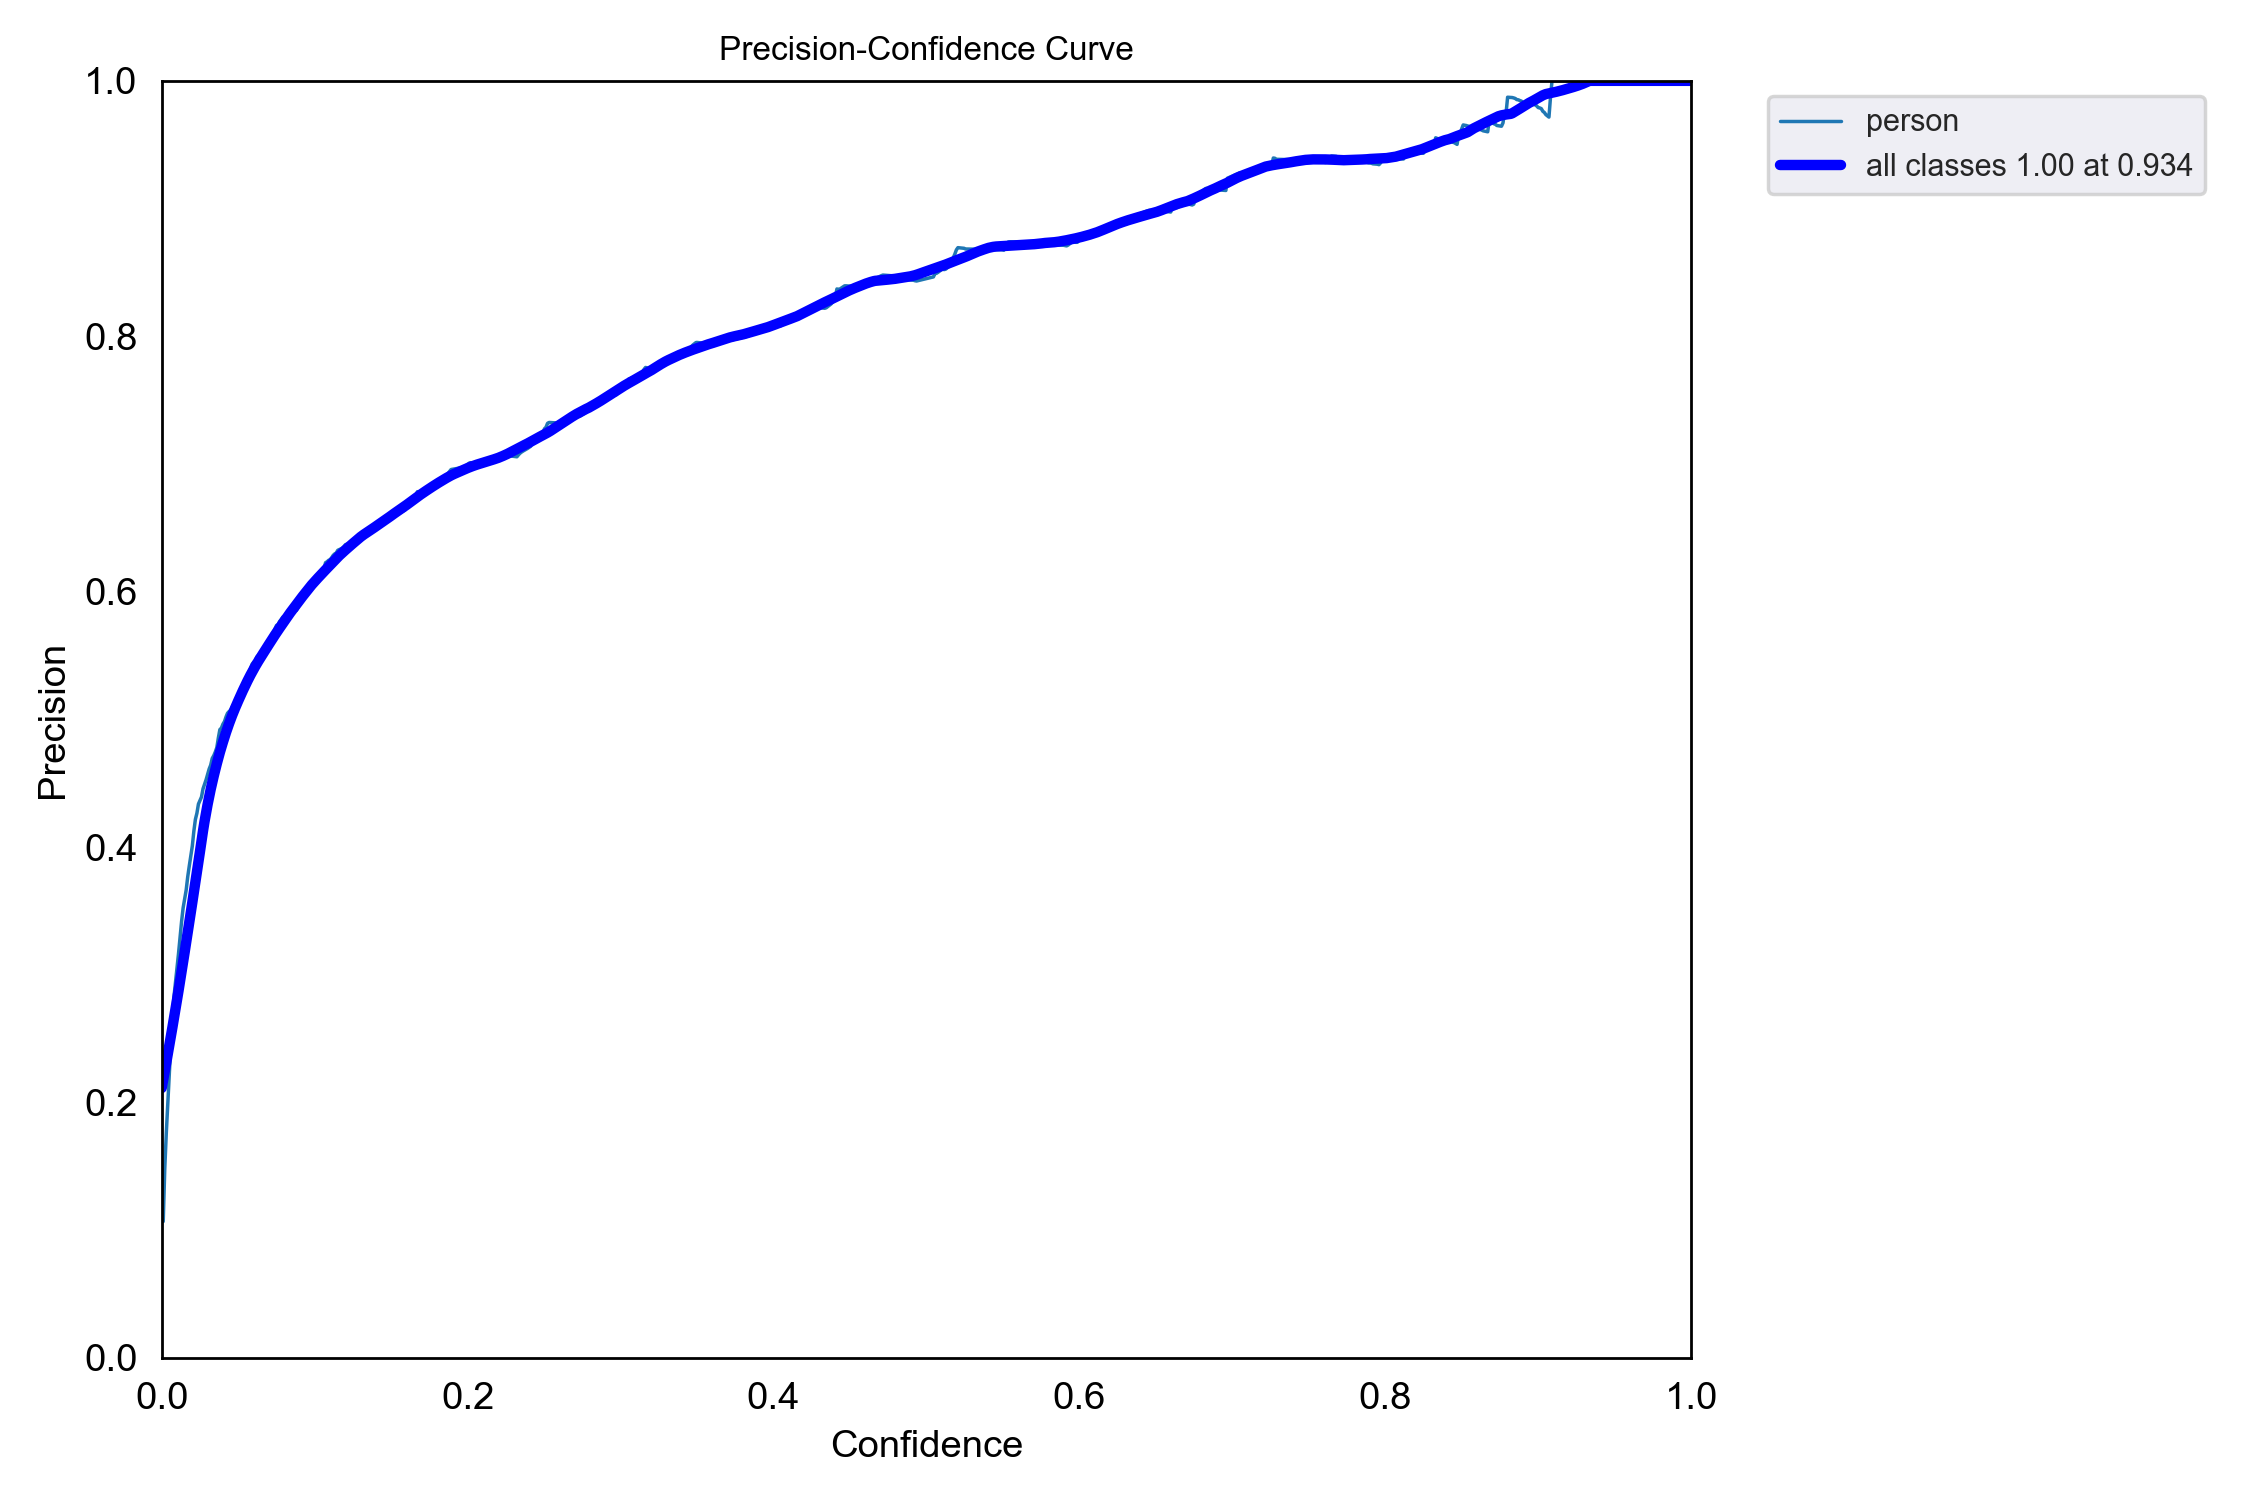 Precision-Confidence Curve
1.0
0.8
0.6
0.4
0.2
0.0
Precision
0.0 0.2 0.4 0.6 0.8 1.0
Confidence
person
all classes 1.00 at 0.934